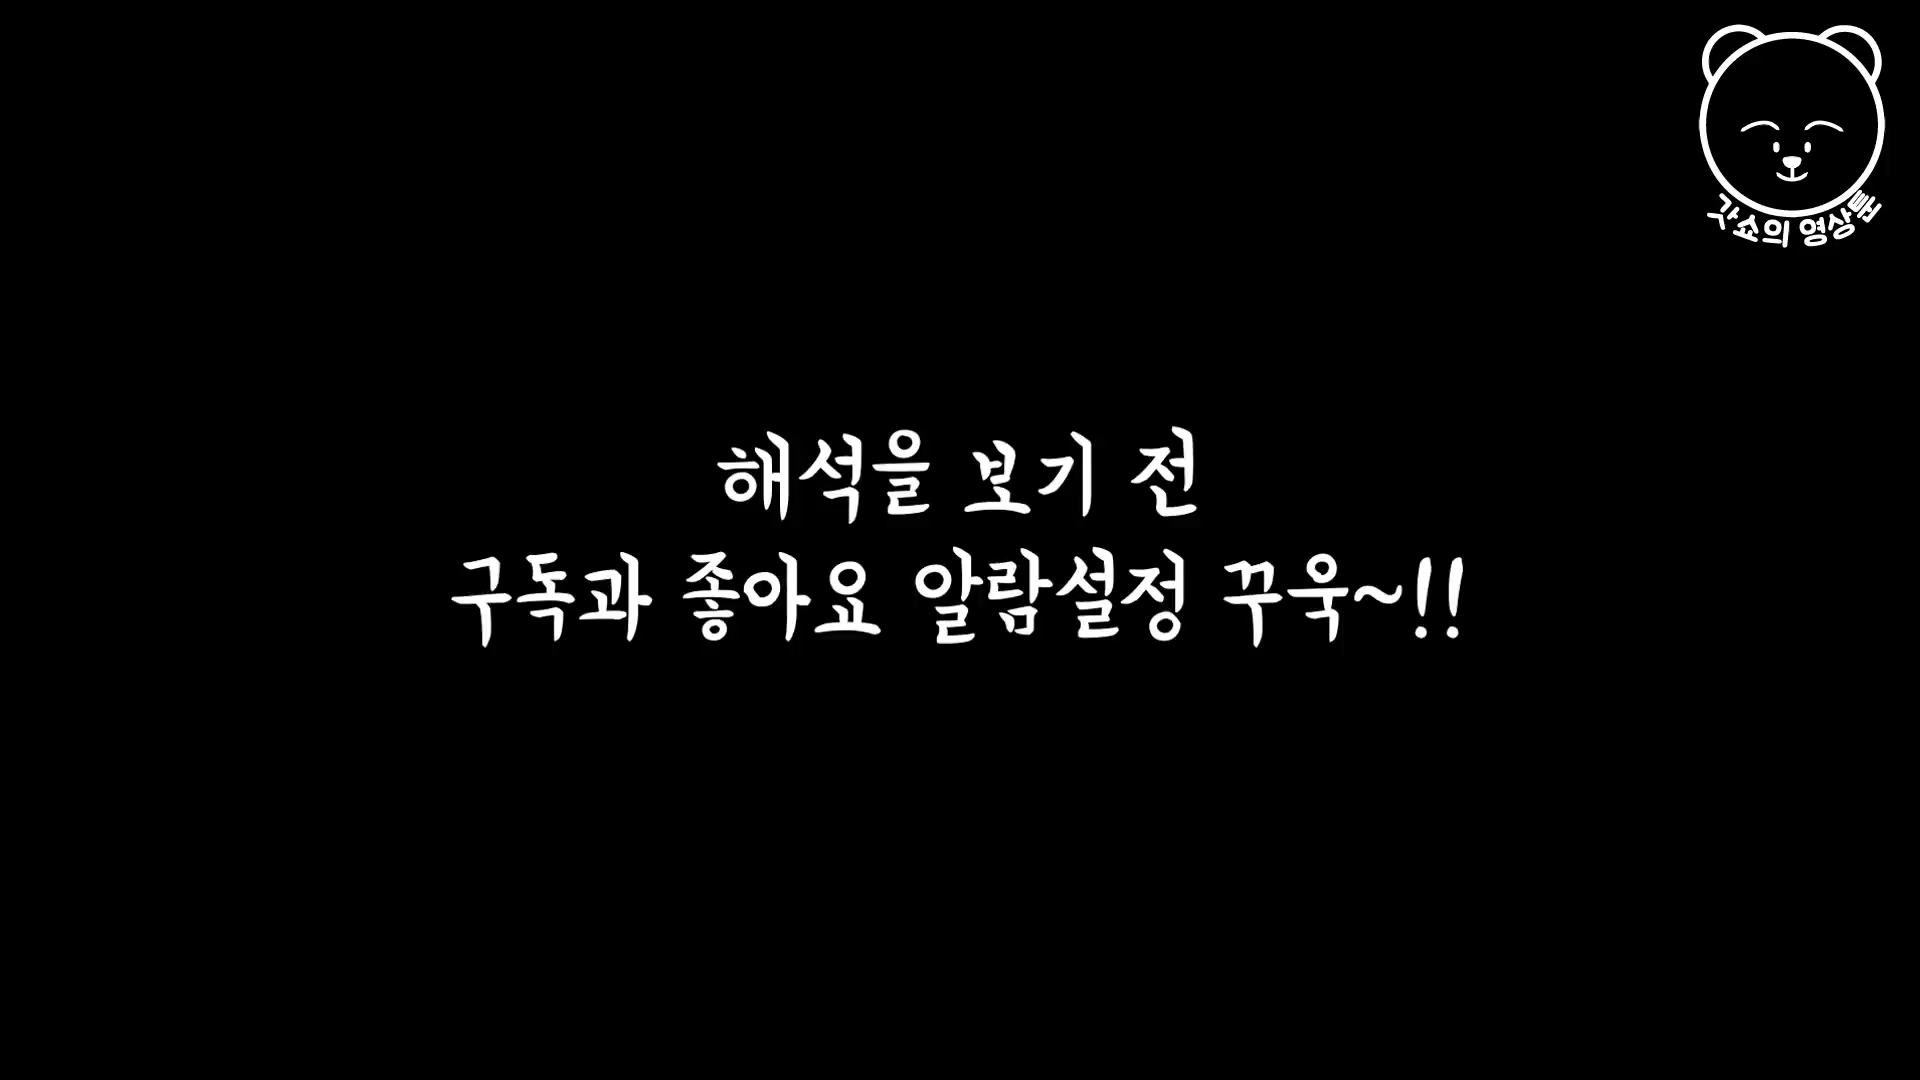 갓쇼의 영상툰
해석을 보기 전
구독과 좋아요 알람설정 꾸욱~!!